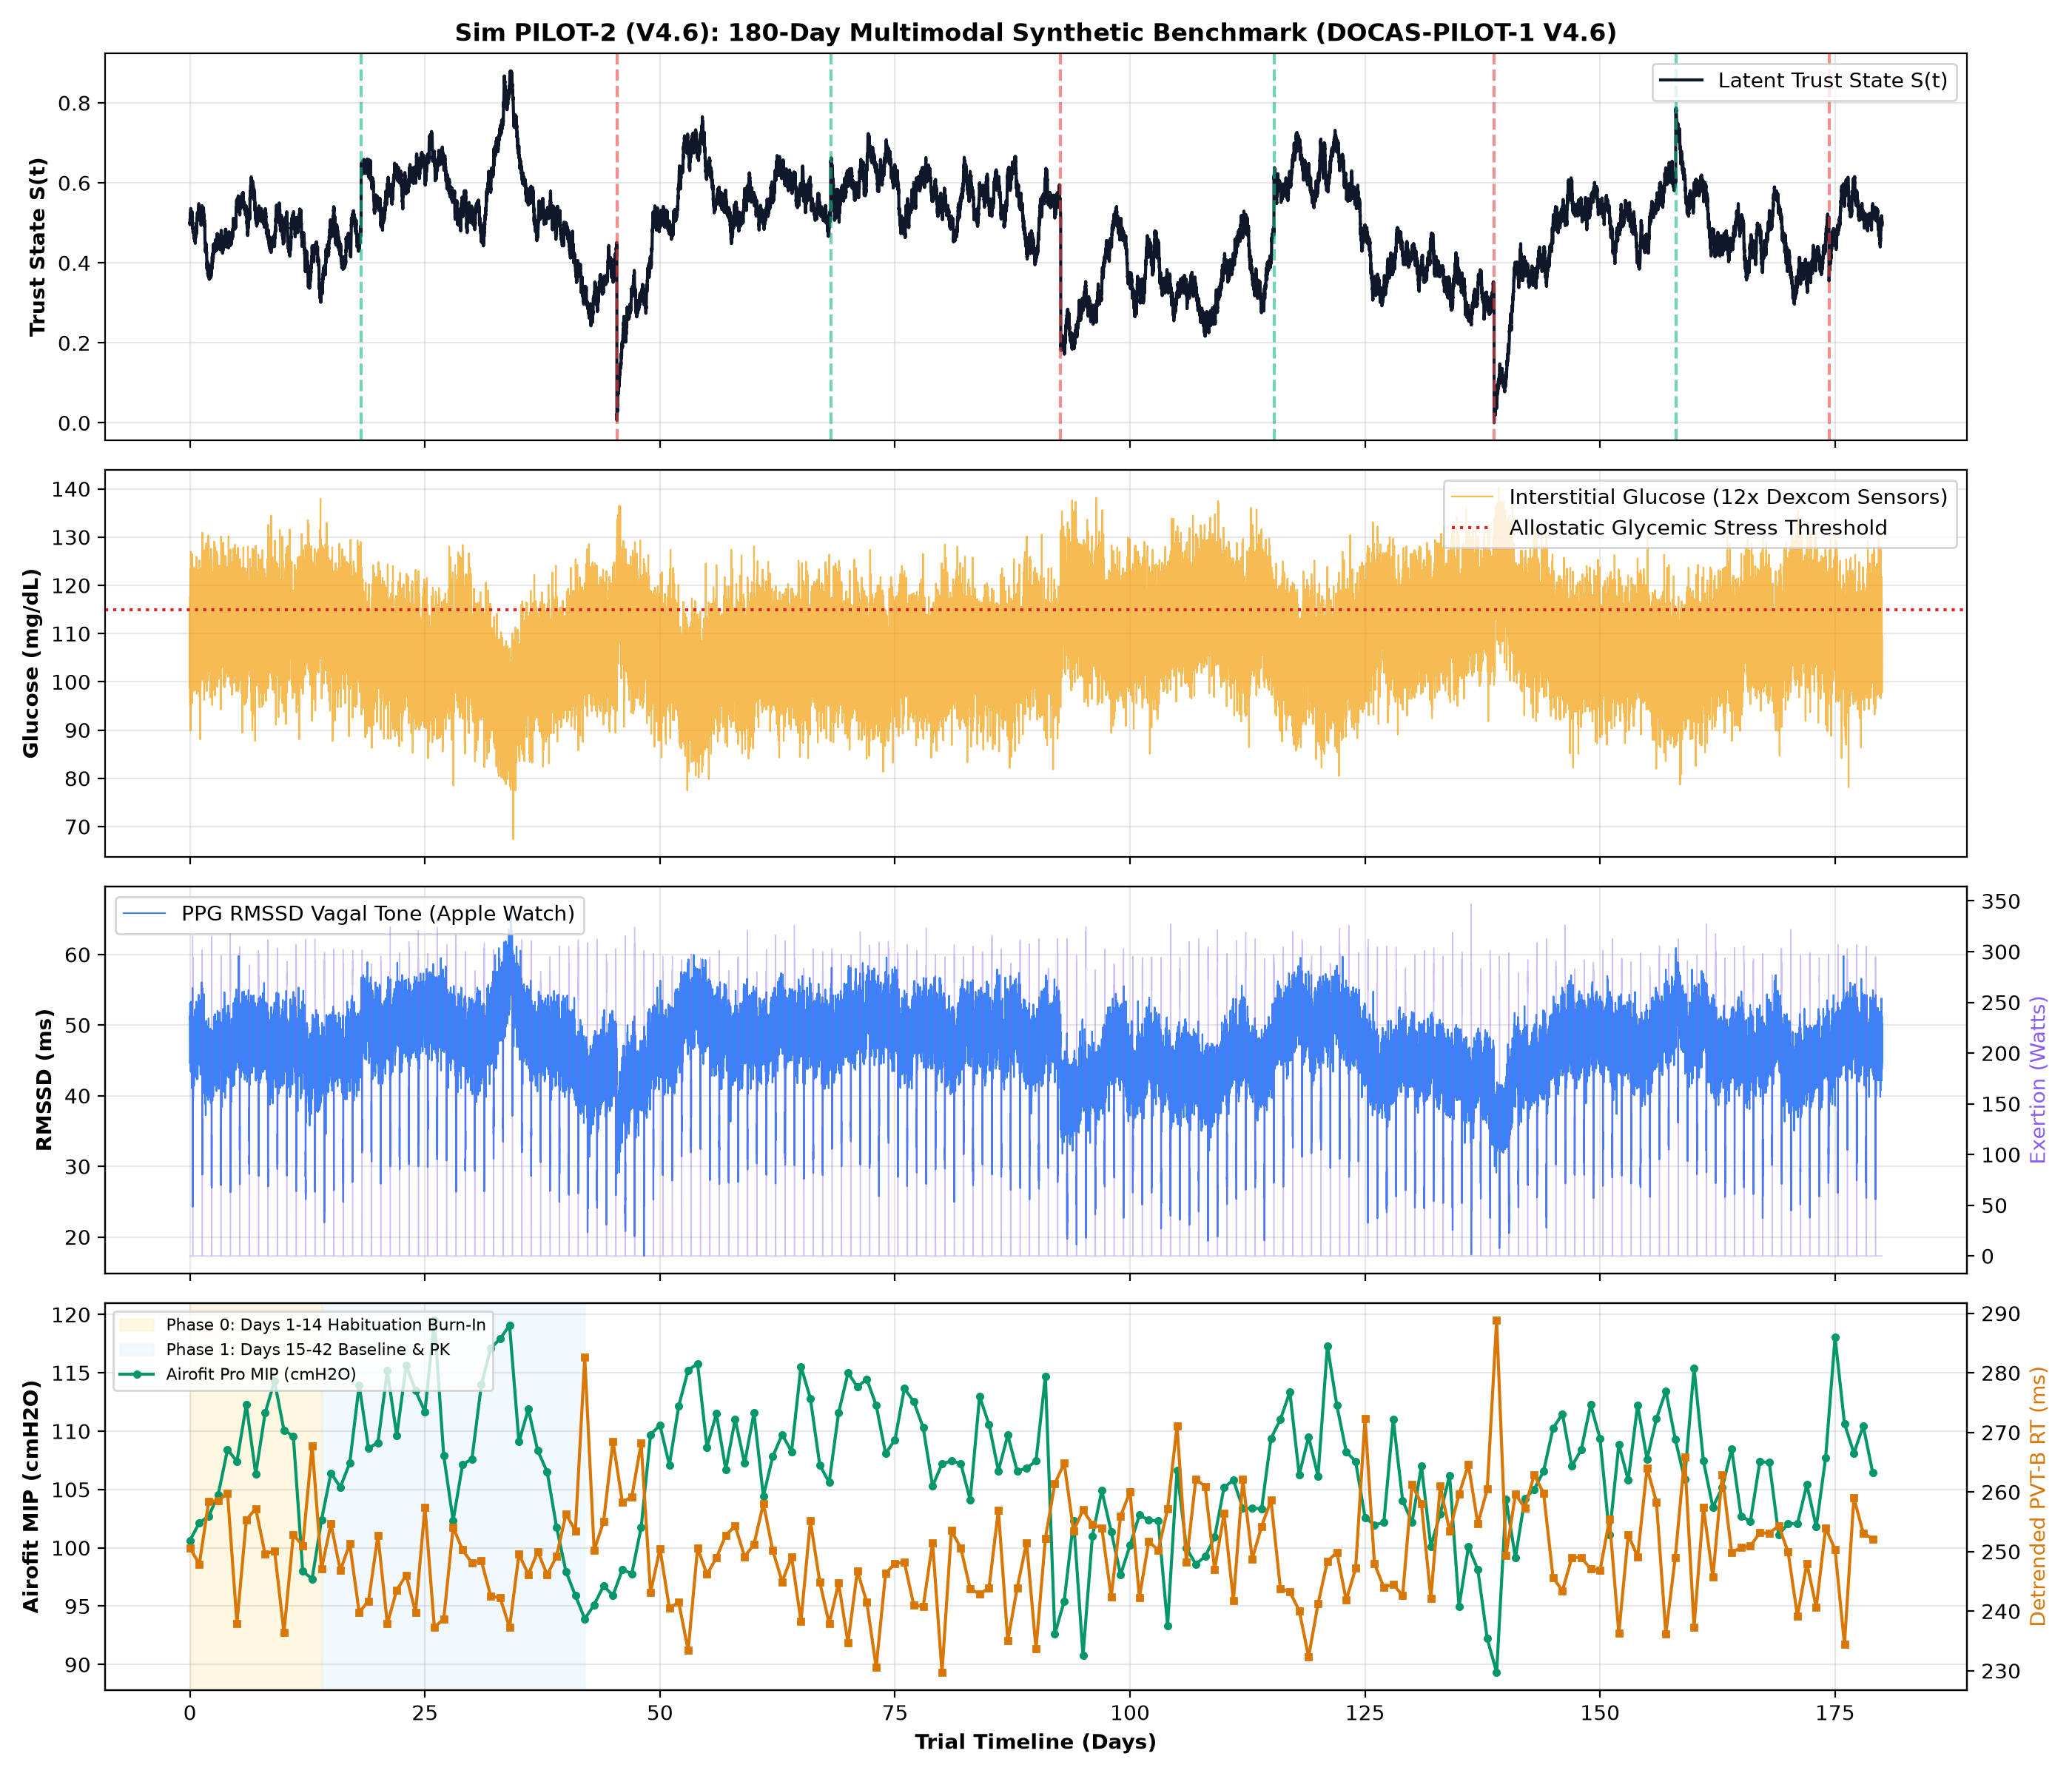 Sim PILOT-2 (V4.6): 180-Day Multimodal Synthetic Benchmark (DOCAS-PILOT-1 V4.6)
Trust State S(t)
0.8
0.6
0.4
0.2
0.0
Latent Trust State S(t)
Glucose (mg/dL)
140
130
120
110
100
90
80
70
Interstitial Glucose (12x Dexcom Sensors)
Allostatic Glycemic Stress Threshold
RMSSD (ms)
60
50
40
30
20
PPG RMSSD Vagal Tone (Apple Watch)
350
300
250
200
150
100
50
0
Exertion (Watts)
Airofit MIP (cmH2O)
120
115
110
105
100
95
90
Phase 0: Days 1-14 Habituation Burn-In
Phase 1: Days 15-42 Baseline & PK
Airofit Pro MIP (cmH2O)
290
280
270
260
250
240
230
Detrended PVT-B RT (ms)
0 25 50 75 100 125 150 175
Trial Timeline (Days)